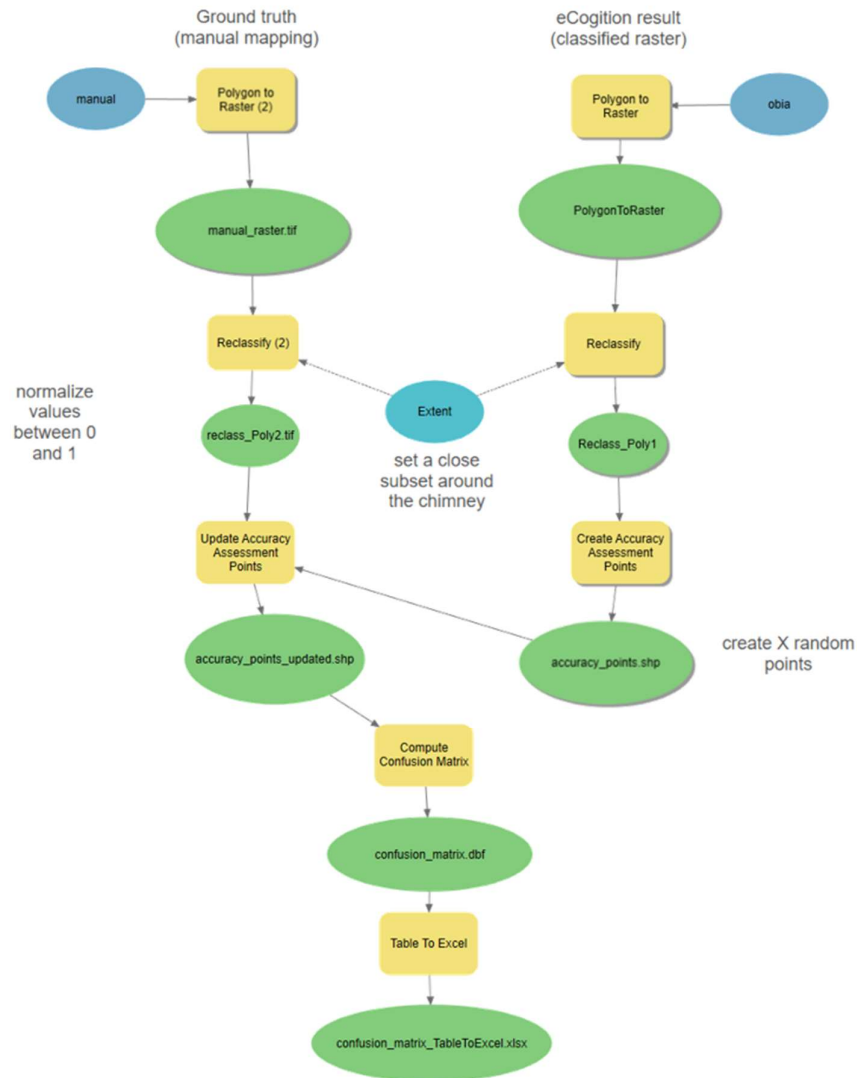 Ground truth
(manual mapping)
eCogition result
(classified raster)
manual
Polygon to
Raster (2)
Polygon to
Raster
obia
manual_raster.tif
PolygonToRaster
Reclassify (2)
Reclassify
Extent
normalize
values
between 0
and 1
reclass_Poly2.tif
set a close
subset around
the chimney
Reclass_Poly1
Update Accuracy
Assessment
Points
Create Accuracy
Assessment
Points
accuracy_points_updated.shp
accuracy_points.shp
create X random
points
Compute
Confusion Matrix
confusion_matrix.dbf
Table To Excel
confusion_matrix_TableToExcel.xlsx